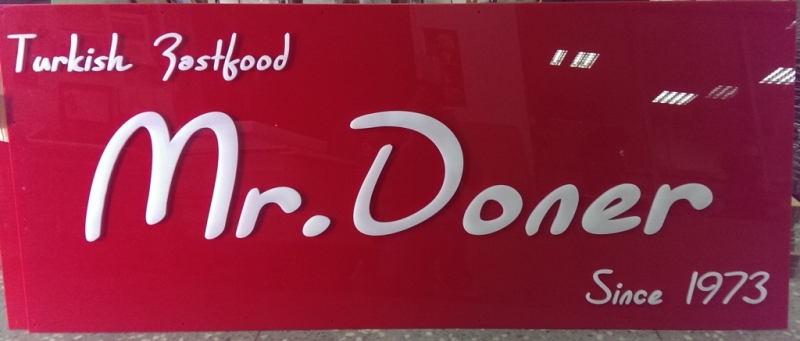 Turkish Fastfood
Mr. Doner
Since 1973